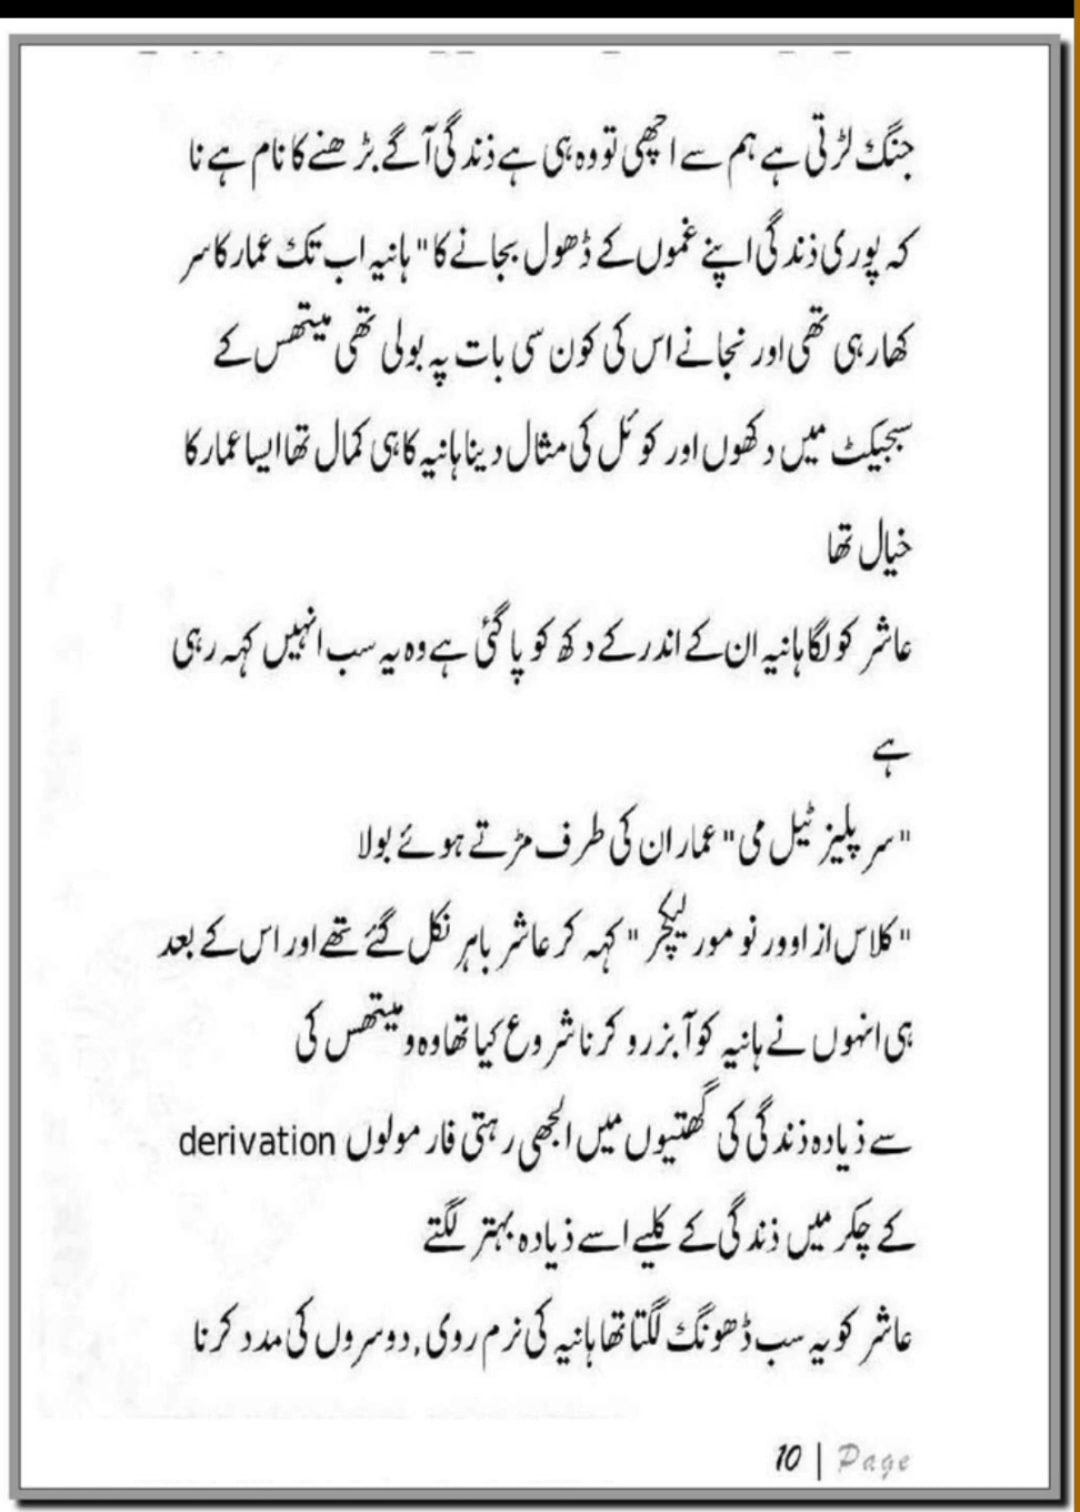 جنگ لڑتی ہے ہم سے اچھی تو وہ ہی ہے ذندگی آگے بڑھنے کا نام ہے نا
کہ پوری ذندگی اپنے غموں کے ڈھول بجانے کا" ہانیہ اب تک عمار کا سر
کھا رہی تھی اور نجانے اس کی کون سی بات پہ بولی تھی میتھس کے
سبجیکٹ میں دکھوں اور کوئل کی مثال دینا ہانیہ کا ہی کمال تھا ایسا عمار کا
خیال تھا
عاشر کو لگا ہانیہ ان کے اندر کے دکھ کو پا گئی ہے وہ یہ سب انہیں کہہ رہی
ہے
"سر پلیز ٹیل می" عمار ان کی طرف مڑتے ہوئے بولا
"کلاس از اوور نو مور لیکچر" کہہ کر عاشر باہر نکل گئے تھے اور اس کے بعد
ہی انہوں نے ہانیہ کو آبزرو کرنا شروع کیا تھا وہ و میتھس کی
سے ذیادہ ذندگی کی گھتیوں میں الجھی رہتی فارمولوں derivation
کے چکر میں ذندگی کے کلیے اسے ذیادہ بہتر لگتے
عاشر کو یہ سب ڈھونگ لگتا تھا ہانیہ کی نرم روی, دوسروں کی مدد کرنا
10 | Page